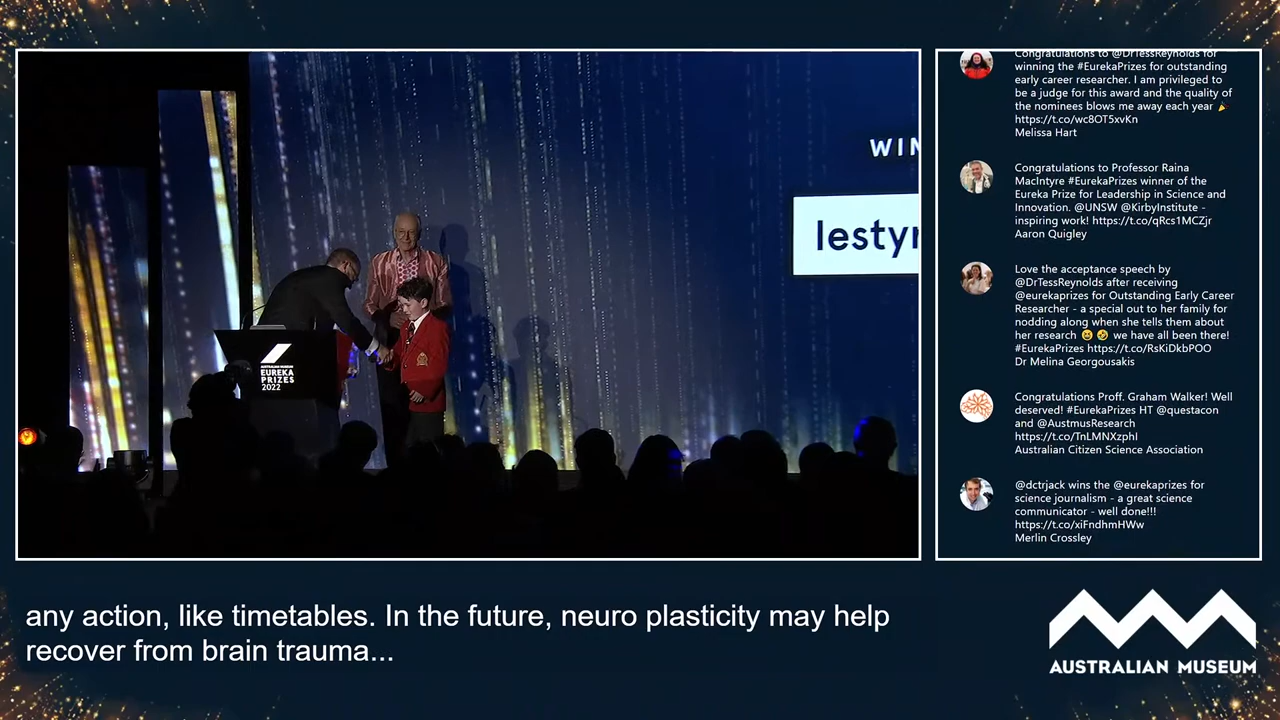 WIN
lestyn
AUSTRALIAN MUSEUM
EUREKA
PRIZES
2022
Congratulations to @DrTessReynolds for
winning the #EurekaPrizes for outstanding
early career researcher. I am privileged to
be a judge for this award and the quality of
the nominees blows me away each year 🎉
https://t.co/wc8OT5xvKn
Melissa Hart
Congratulations to Professor Raina
MacIntyre #EurekaPrizes winner of the
Eureka Prize for Leadership in Science and
Innovation. @UNSW @KirbyInstitute -
inspiring work! https://t.co/qRcs1MCZjr
Aaron Quigley
Love the acceptance speech by
@DrTessReynolds after receiving
@eurekaprizes for Outstanding Early Career
Researcher - a special out to her family for
nodding along when she tells them about
her research 😆 🤣 we have all been there!
#EurekaPrizes https://t.co/RsKiDkbPOO
Dr Melina Georgousakis
Congratulations Proff. Graham Walker! Well
deserved! #EurekaPrizes HT @questacon
and @AustmusResearch
https://t.co/TnLMNXzphI
Australian Citizen Science Association
@dctrjack wins the @eurekaprizes for
science journalism - a great science
communicator - well done!!!
https://t.co/xiFndhmHWw
Merlin Crossley
any action, like timetables. In the future, neuro plasticity may help
recover from brain trauma...
AUSTRALIAN MUSEUM